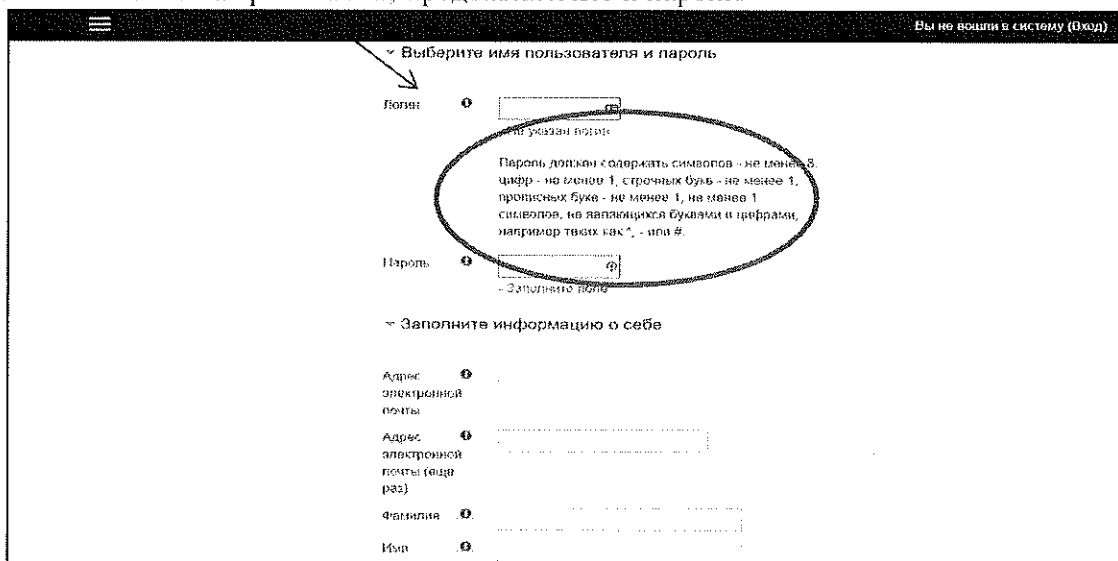 Вы не вошли в систему (Вход)
Выберите имя пользователя и пароль
Логин
Не указан логин
Пароль должен содержать символов - не менее 8,
цифр - не менее 1, строчных букв - не менее 1,
прописных букв - не менее 1, не менее 1
символов, не являющихся буквами и цифрами,
например таких как *, - или #.
Пароль
- Заполните поле
Заполните информацию о себе
Адрес
электронной
почты
Адрес
электронной
почты (еще
раз)
Фамилия
Имя